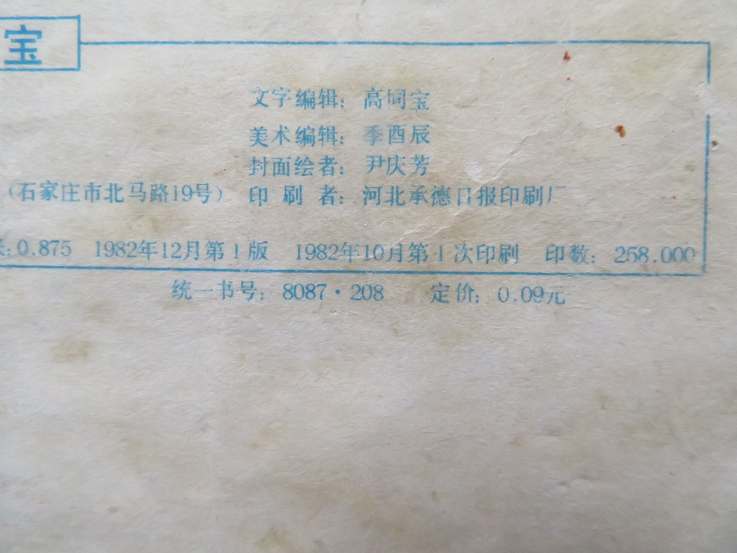 宝
文字编辑：高同宝
美术编辑：季酉辰
封面绘者：尹庆芳
（石家庄市北马路19号） 印 刷 者：河北承德日报印刷厂
：0.875 1982年12月第1版 1982年10月第1次印刷 印数：258.000
统一书号：8087·208 定价：0.09元